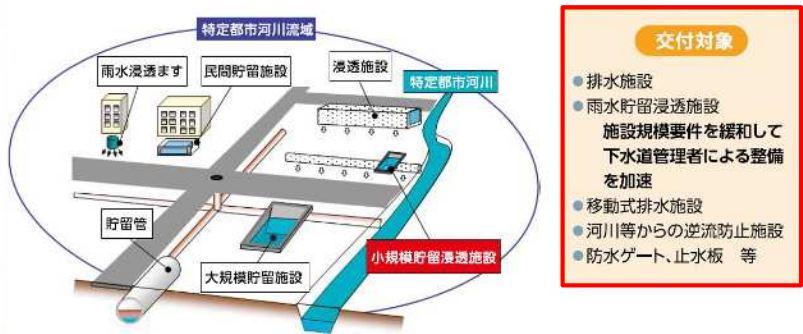 特定都市河川流域
雨水浸透ます
民間貯留施設
浸透施設
特定都市河川
貯留管
大規模貯留施設
小規模貯留浸透施設
交付対象
●排水施設
●雨水貯留浸透施設
施設規模要件を緩和して
下水道管理者による整備
を加速
●移動式排水施設
●河川等からの逆流防止施設
●防水ゲート、止水板　等